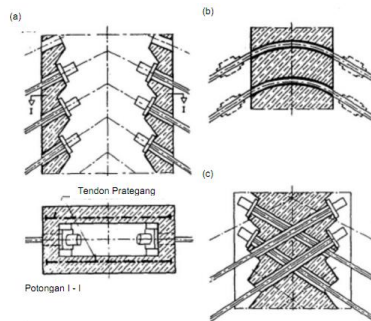 (a)
(b)
I
I
Tendon Prategang
(c)
Potongan I - I